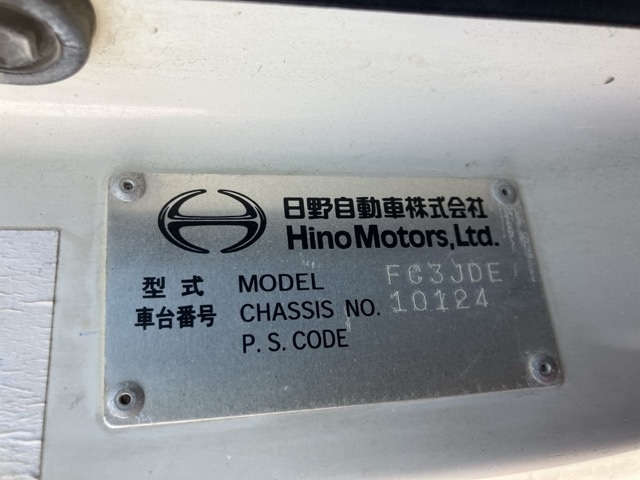 日野自動車株式会社
Hino Motors, Ltd.
型式 MODEL FC3JDE
車台番号 CHASSIS NO. 10124
P. S. CODE